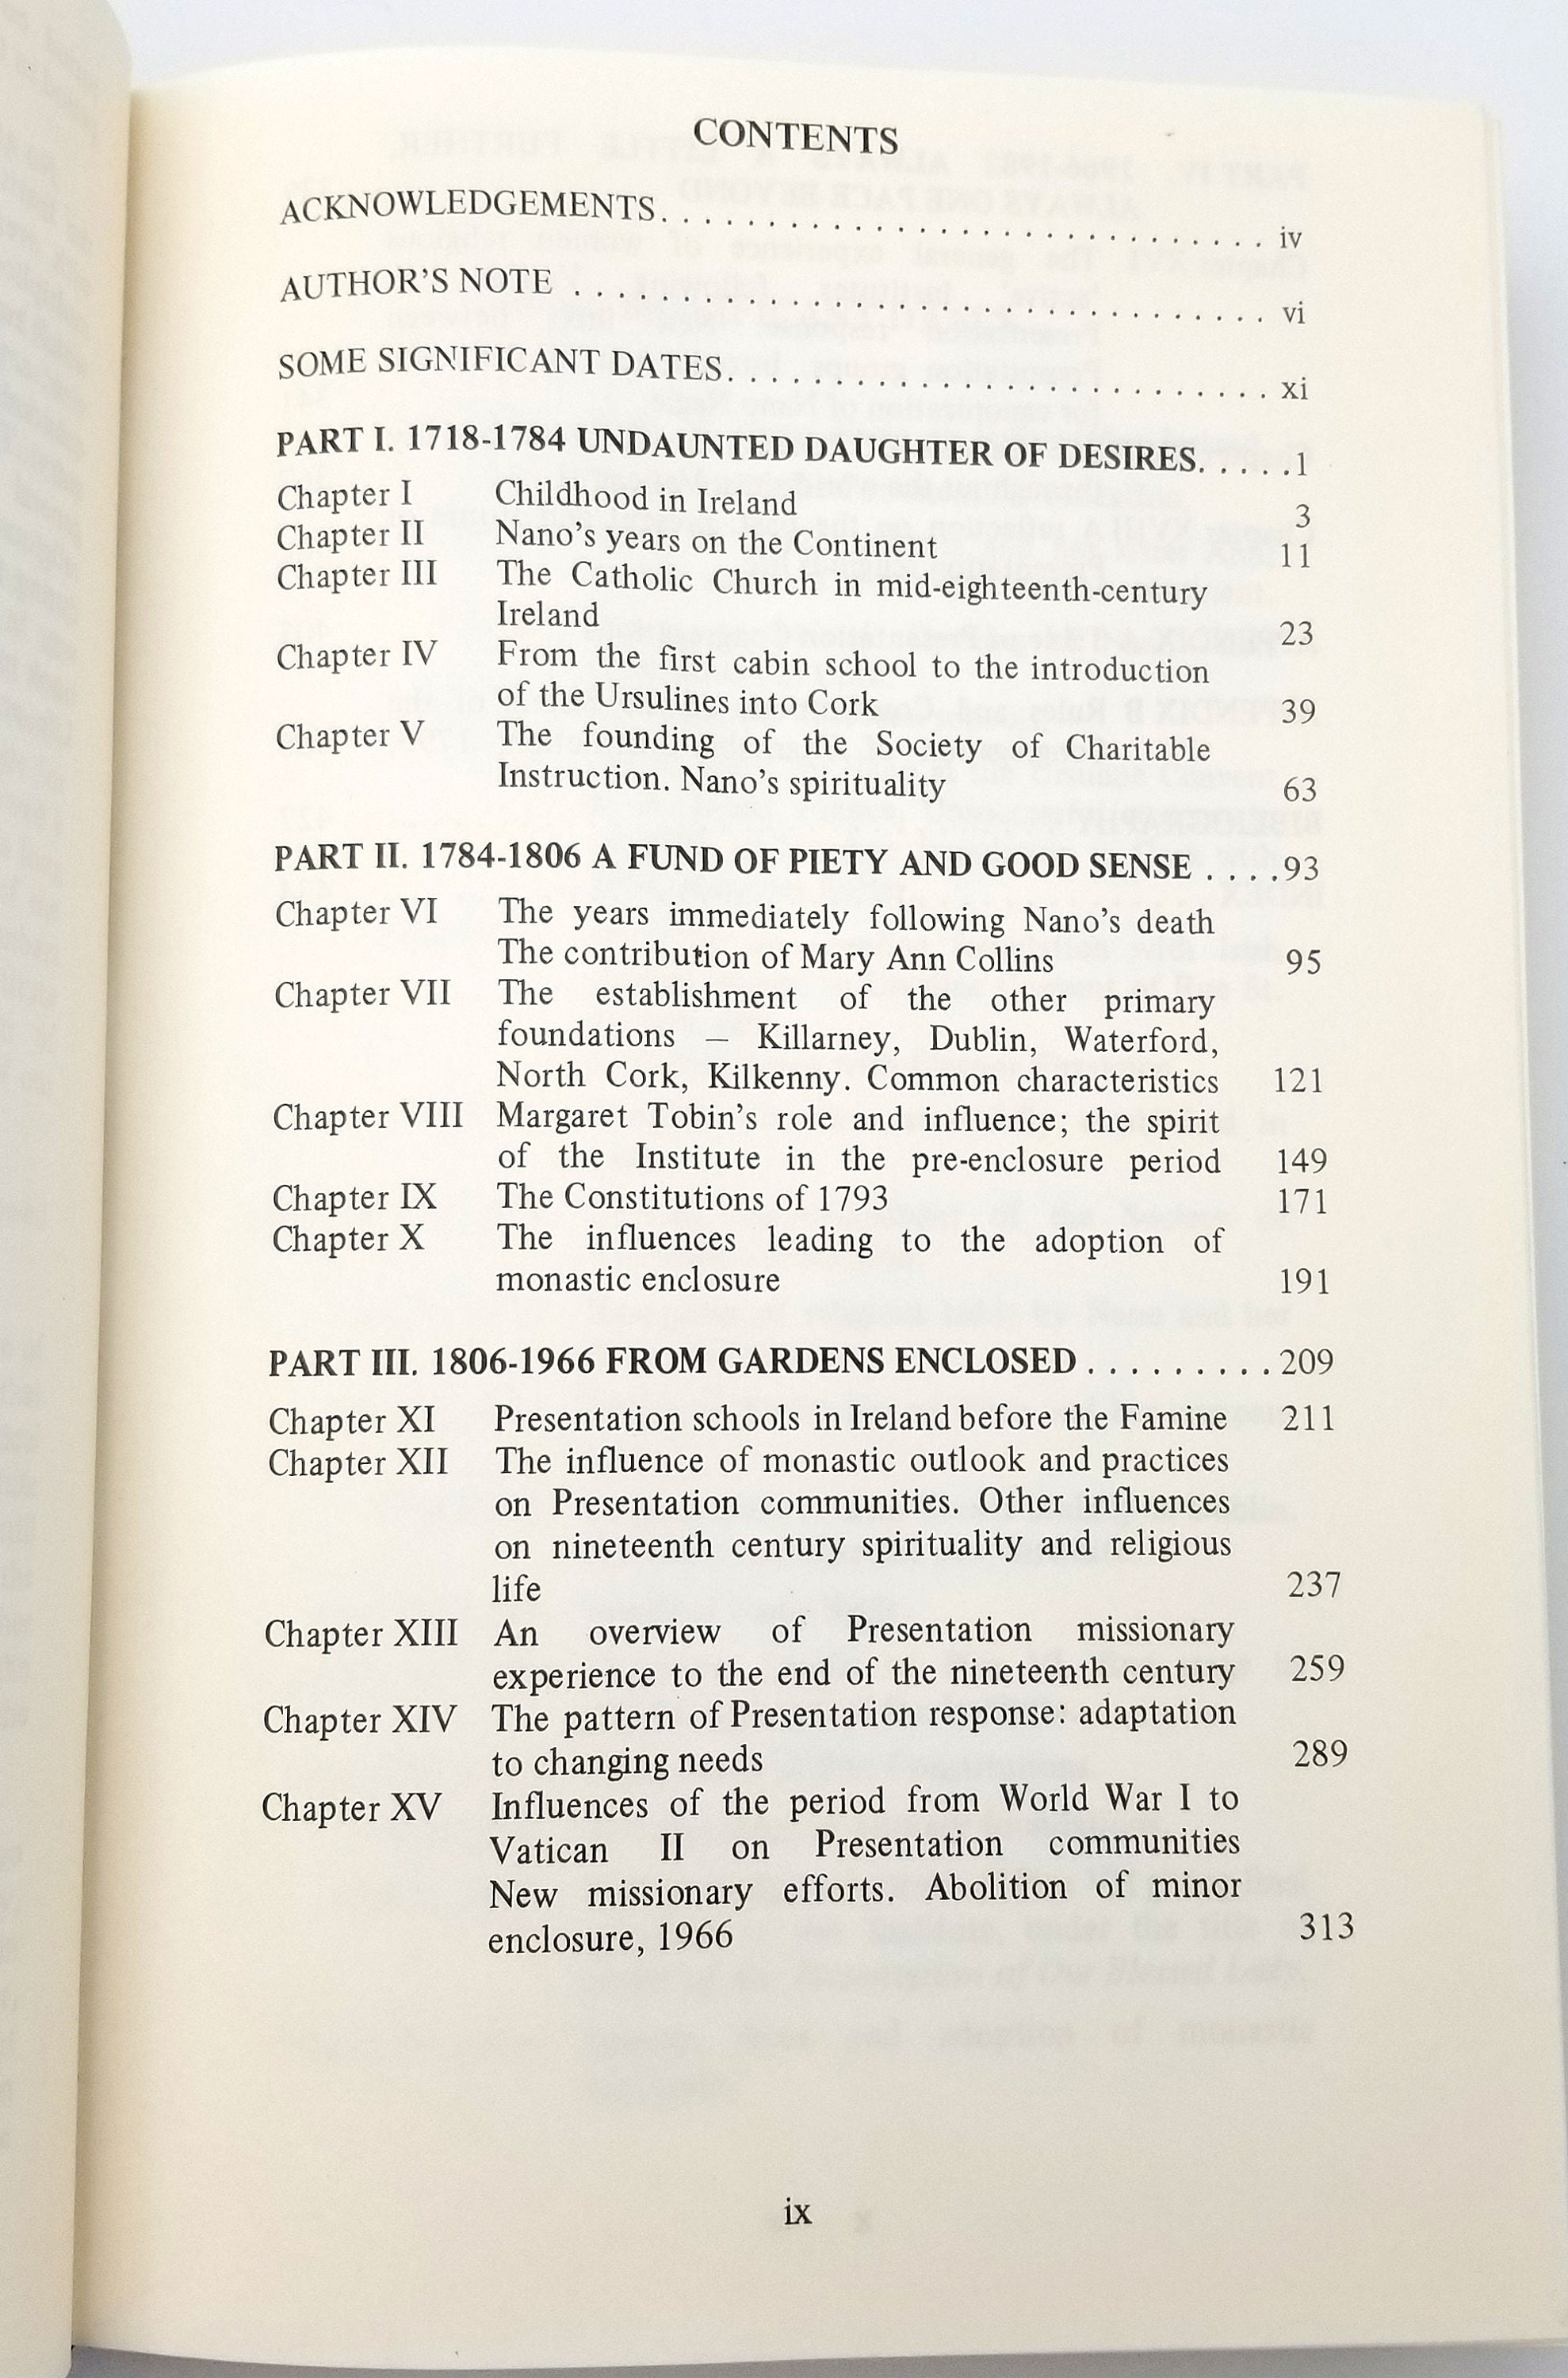 CONTENTS
ACKNOWLEDGEMENTS. . . . . . . . . . . . . . . . . . . . . . . . . . . . iv
AUTHOR'S NOTE . . . . . . . . . . . . . . . . . . . . . . . . . . . . . . . . vi
SOME SIGNIFICANT DATES. . . . . . . . . . . . . . . . . . . . . . . . . xi
PART I. 1718-1784 UNDAUNTED DAUGHTER OF DESIRES. . . . . 1
Chapter I Childhood in Ireland 3
Chapter II Nano's years on the Continent 11
Chapter III The Catholic Church in mid-eighteenth-century
Ireland 23
Chapter IV From the first cabin school to the introduction
of the Ursulines into Cork 39
Chapter V The founding of the Society of Charitable
Instruction. Nano's spirituality 63
PART II. 1784-1806 A FUND OF PIETY AND GOOD SENSE . . . . 93
Chapter VI The years immediately following Nano's death
The contribution of Mary Ann Collins 95
Chapter VII The establishment of the other primary
foundations — Killarney, Dublin, Waterford,
North Cork, Kilkenny. Common characteristics 121
Chapter VIII Margaret Tobin's role and influence; the spirit
of the Institute in the pre-enclosure period 149
Chapter IX The Constitutions of 1793 171
Chapter X The influences leading to the adoption of
monastic enclosure 191
PART III. 1806-1966 FROM GARDENS ENCLOSED . . . . . . . . . 209
Chapter XI Presentation schools in Ireland before the Famine 211
Chapter XII The influence of monastic outlook and practices
on Presentation communities. Other influences
on nineteenth century spirituality and religious
life 237
Chapter XIII An overview of Presentation missionary
experience to the end of the nineteenth century 259
Chapter XIV The pattern of Presentation response: adaptation
to changing needs 289
Chapter XV Influences of the period from World War I to
Vatican II on Presentation communities
New missionary efforts. Abolition of minor
enclosure, 1966 313
ix